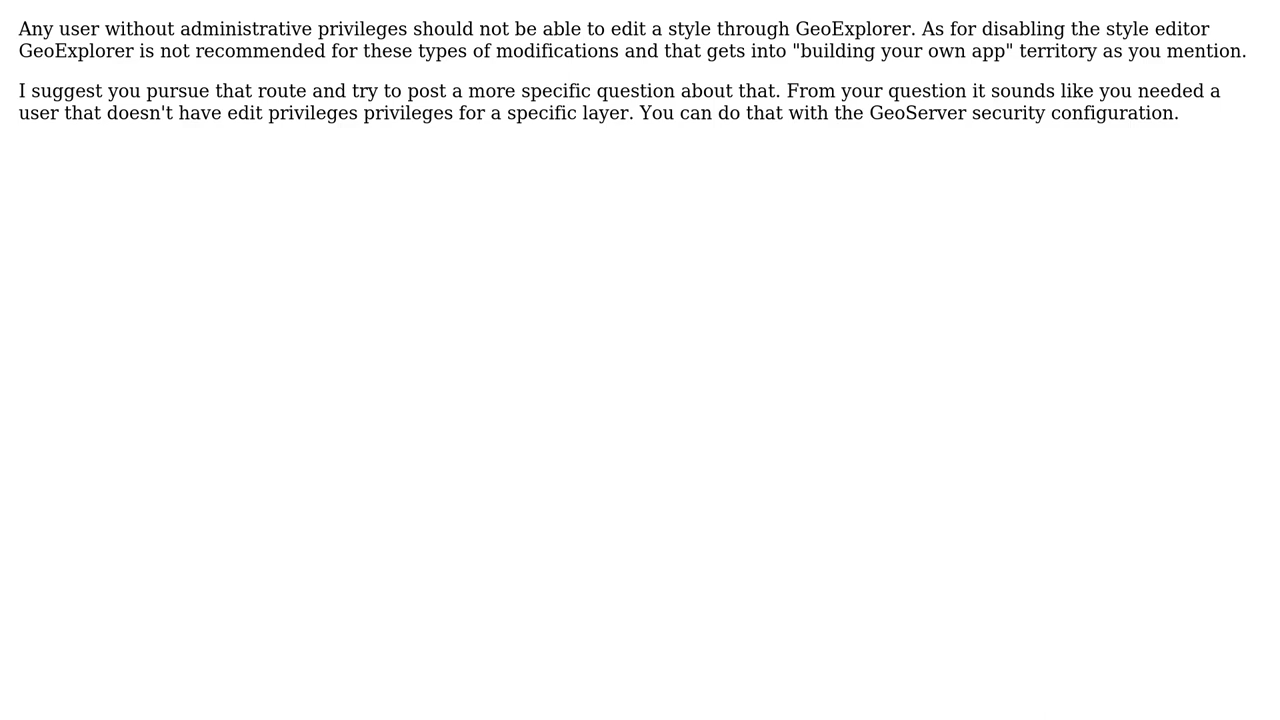 Any user without administrative privileges should not be able to edit a style through GeoExplorer. As for disabling the style editor
GeoExplorer is not recommended for these types of modifications and that gets into "building your own app" territory as you mention.
I suggest you pursue that route and try to post a more specific question about that. From your question it sounds like you needed a
user that doesn't have edit privileges privileges for a specific layer. You can do that with the GeoServer security configuration.